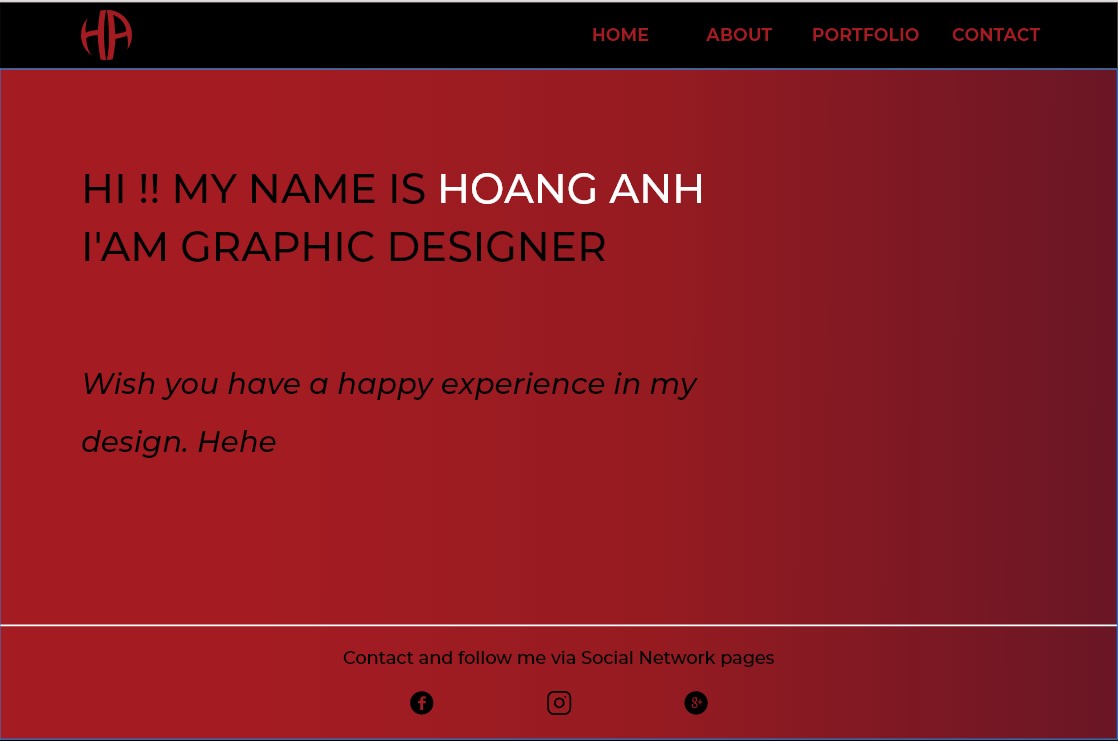 HA
HOME ABOUT PORTFOLIO CONTACT
HI !! MY NAME IS HOANG ANH
I'AM GRAPHIC DESIGNER
Wish you have a happy experience in my
design. Hehe
Contact and follow me via Social Network pages
f 8+